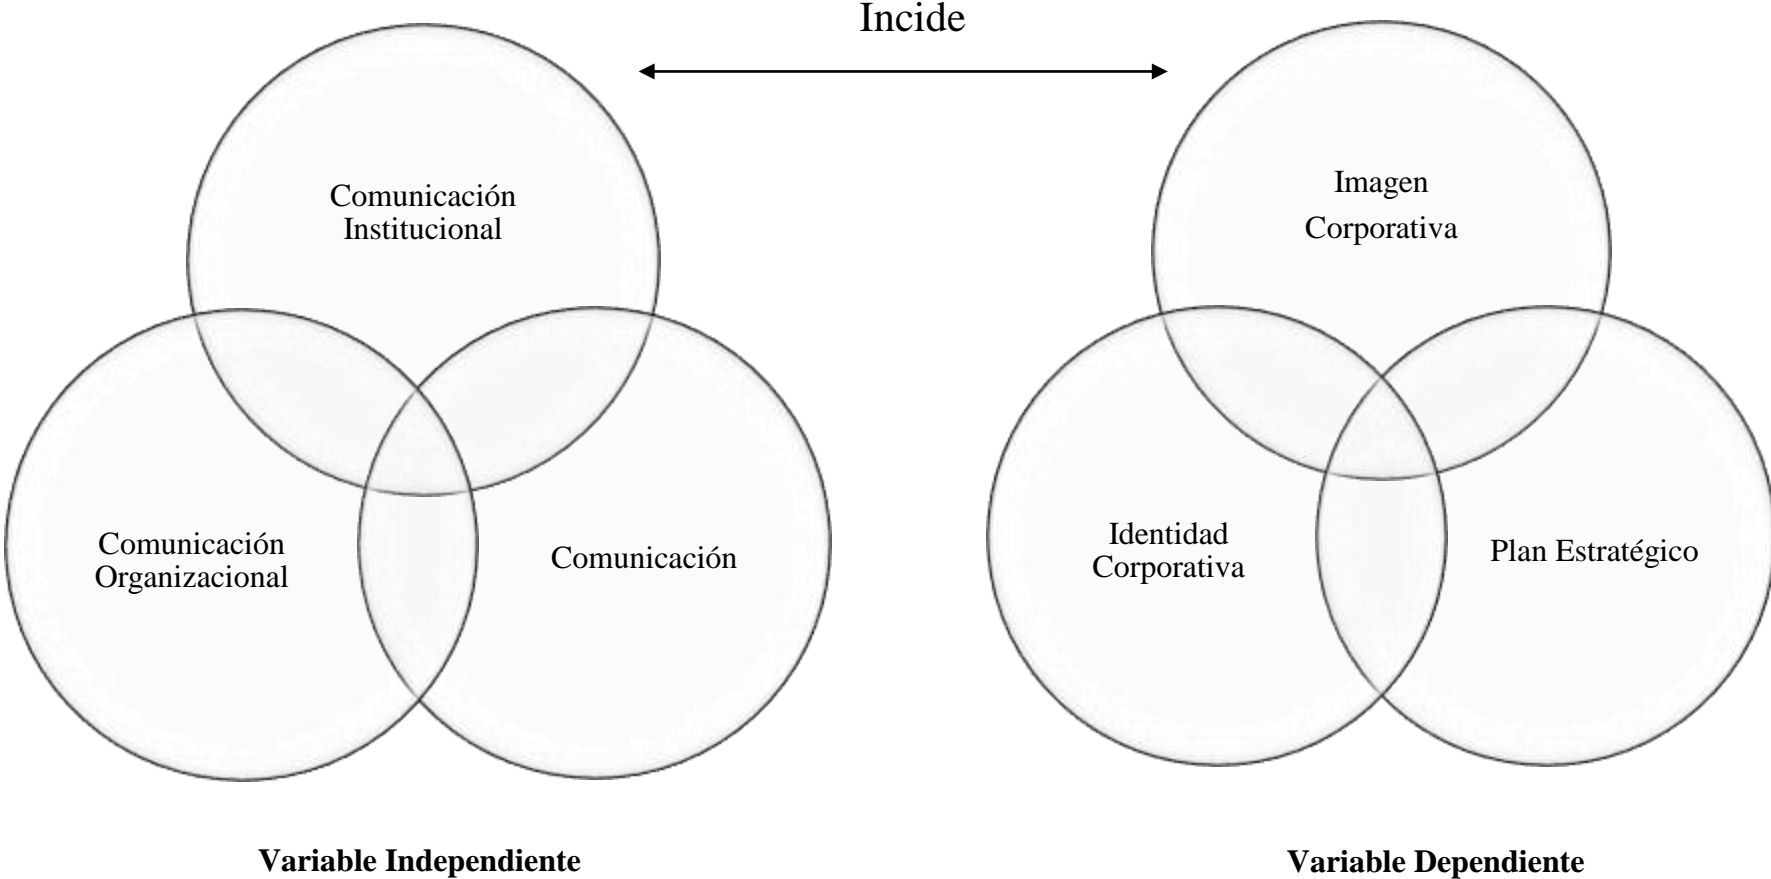 Incide
Comunicación
Institucional
Imagen
Corporativa
Comunicación
Organizacional
Comunicación
Identidad
Corporativa
Plan Estratégico
Variable Independiente
Variable Dependiente